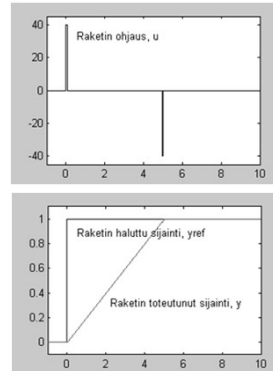 40
Raketin ohjaus, u
20
0
-20
-40
0 2 4 6 8 10
1
Raketin haluttu sijainti, yref
0.8
0.6
0.4
Raketin toteutunut sijainti, y
0.2
0
0 2 4 6 8 10